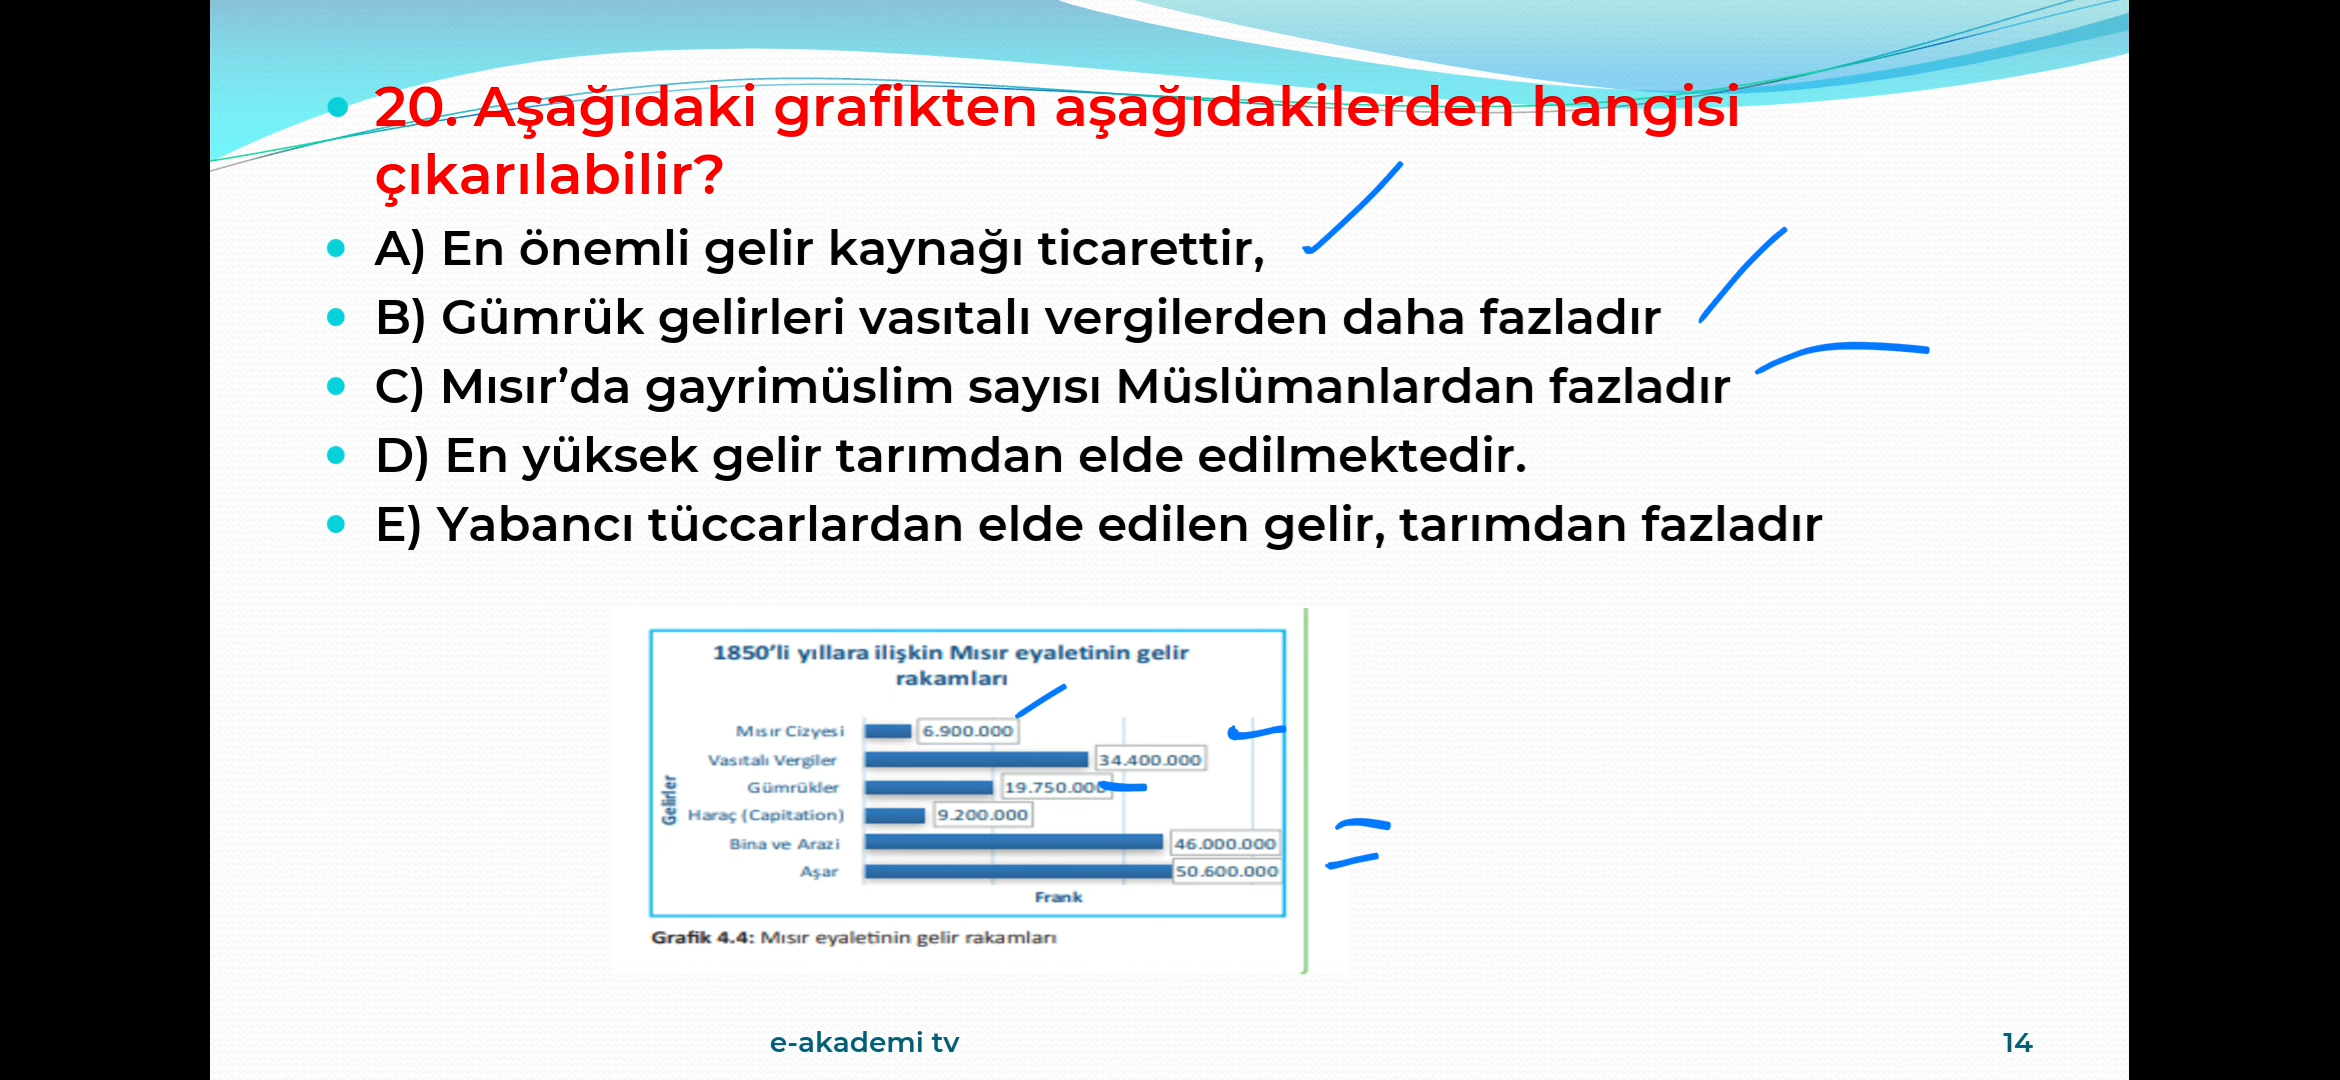 20. Aşağıdaki grafikten aşağıdakilerden hangisi
çıkarılabilir?
A) En önemli gelir kaynağı ticarettir,
B) Gümrük gelirleri vasıtalı vergilerden daha fazladır
C) Mısır’da gayrimüslim sayısı Müslümanlardan fazladır
D) En yüksek gelir tarımdan elde edilmektedir.
E) Yabancı tüccarlardan elde edilen gelir, tarımdan fazladır
1850’li yıllara ilişkin Mısır eyaletinin gelir
rakamları
Gelirler
Mısır Cizyesi 6.900.000
Vasıtalı Vergiler 34.400.000
Gümrükler 19.750.000
Haraç (Capitation) 9.200.000
Bina ve Arazi 46.000.000
Aşar 50.600.000
Frank
Grafik 4.4: Mısır eyaletinin gelir rakamları
e-akademi tv 14